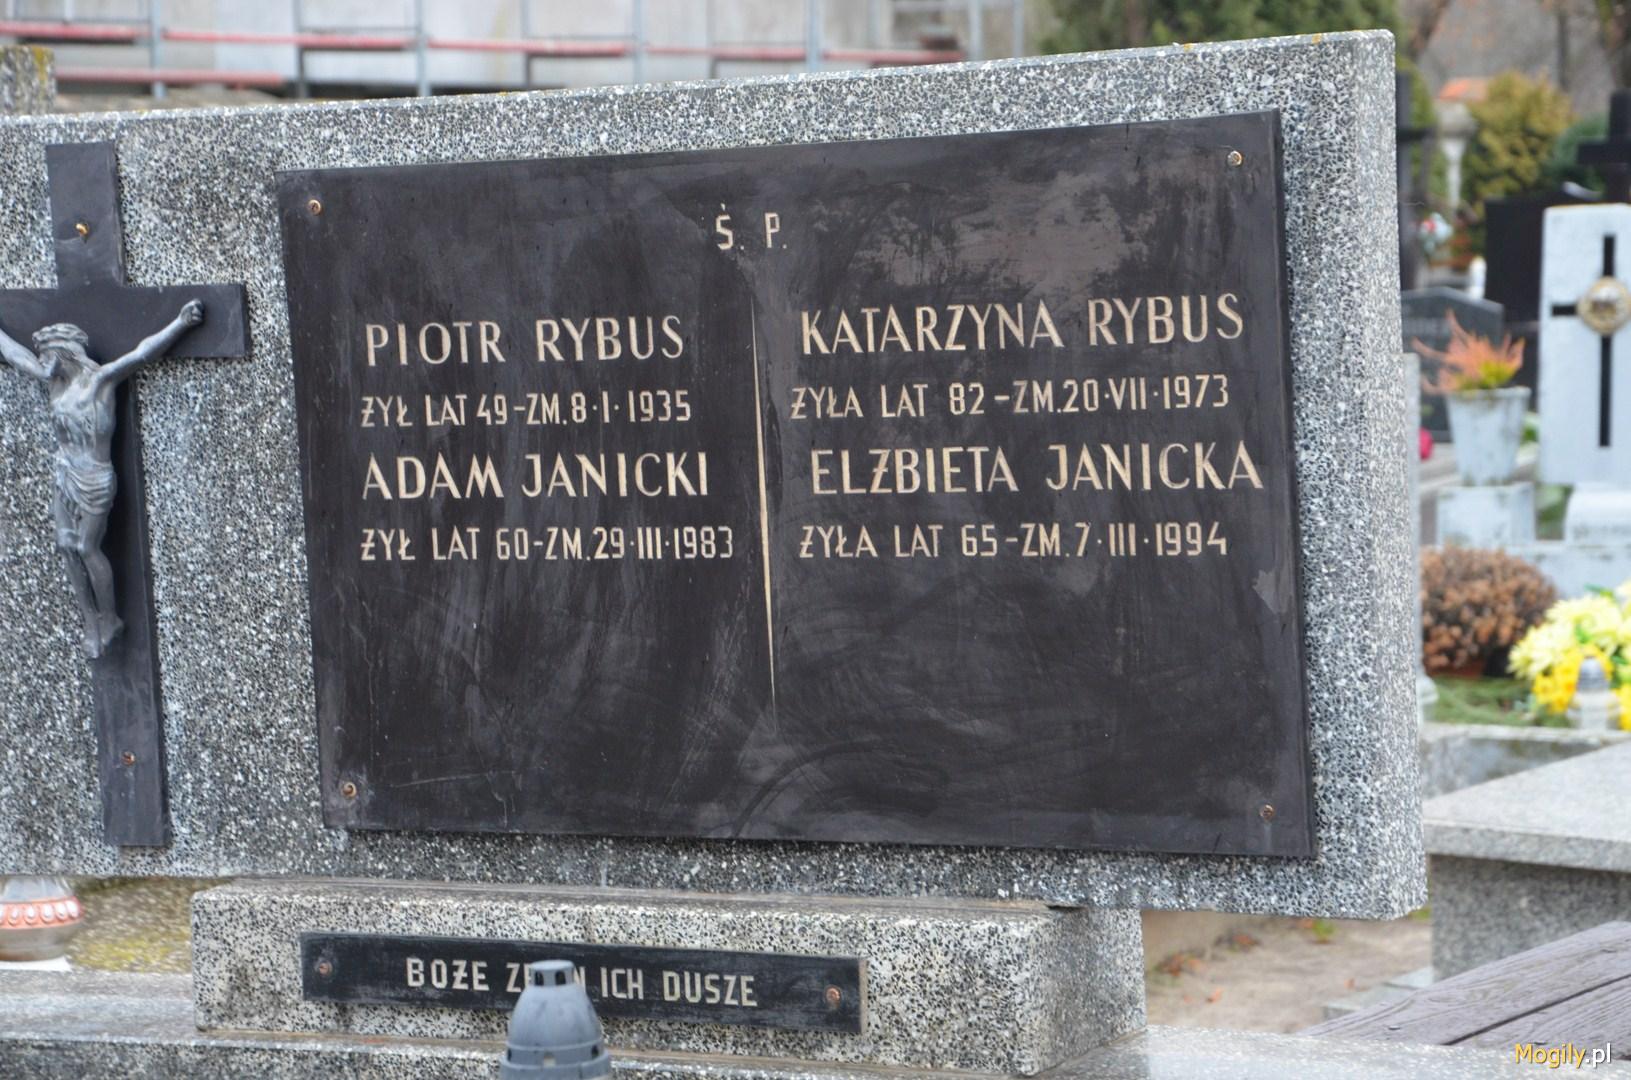 Ś. P.
PIOTR RYBUS
ŻYŁ LAT 49-ZM.8·I·1935
ADAM JANICKI
ŻYŁ LAT 60-ZM.29·III·1983
KATARZYNA RYBUS
ŻYŁA LAT 82-ZM.20·VII·1973
ELŻBIETA JANICKA
ŻYŁA LAT 65-ZM.7·III·1994
BOŻE ICH DUSZE
Mogily.pl